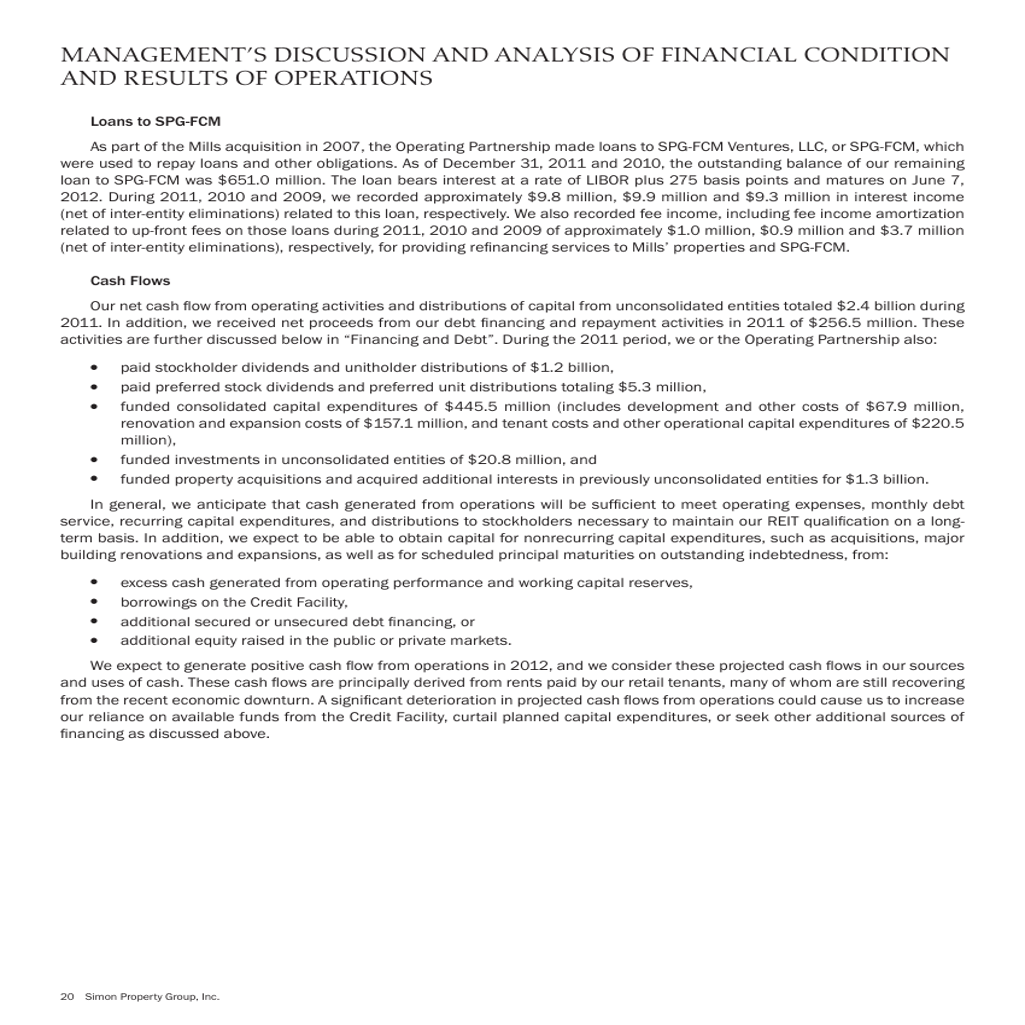 MANAGEMENT’S DISCUSSION AND ANALYSIS OF FINANCIAL CONDITION
AND RESULTS OF OPERATIONS
Loans to SPG-FCM
As part of the Mills acquisition in 2007, the Operating Partnership made loans to SPG-FCM Ventures, LLC, or SPG-FCM, which
were used to repay loans and other obligations. As of December 31, 2011 and 2010, the outstanding balance of our remaining
loan to SPG-FCM was $651.0 million. The loan bears interest at a rate of LIBOR plus 275 basis points and matures on June 7,
2012. During 2011, 2010 and 2009, we recorded approximately $9.8 million, $9.9 million and $9.3 million in interest income
(net of inter-entity eliminations) related to this loan, respectively. We also recorded fee income, including fee income amortization
related to up-front fees on those loans during 2011, 2010 and 2009 of approximately $1.0 million, $0.9 million and $3.7 million
(net of inter-entity eliminations), respectively, for providing refinancing services to Mills’ properties and SPG-FCM.
Cash Flows
Our net cash flow from operating activities and distributions of capital from unconsolidated entities totaled $2.4 billion during
2011. In addition, we received net proceeds from our debt financing and repayment activities in 2011 of $256.5 million. These
activities are further discussed below in “Financing and Debt”. During the 2011 period, we or the Operating Partnership also:
• paid stockholder dividends and unitholder distributions of $1.2 billion,
• paid preferred stock dividends and preferred unit distributions totaling $5.3 million,
• funded consolidated capital expenditures of $445.5 million (includes development and other costs of $67.9 million,
renovation and expansion costs of $157.1 million, and tenant costs and other operational capital expenditures of $220.5
million),
• funded investments in unconsolidated entities of $20.8 million, and
• funded property acquisitions and acquired additional interests in previously unconsolidated entities for $1.3 billion.
In general, we anticipate that cash generated from operations will be sufficient to meet operating expenses, monthly debt
service, recurring capital expenditures, and distributions to stockholders necessary to maintain our REIT qualification on a long-
term basis. In addition, we expect to be able to obtain capital for nonrecurring capital expenditures, such as acquisitions, major
building renovations and expansions, as well as for scheduled principal maturities on outstanding indebtedness, from:
• excess cash generated from operating performance and working capital reserves,
• borrowings on the Credit Facility,
• additional secured or unsecured debt financing, or
• additional equity raised in the public or private markets.
We expect to generate positive cash flow from operations in 2012, and we consider these projected cash flows in our sources
and uses of cash. These cash flows are principally derived from rents paid by our retail tenants, many of whom are still recovering
from the recent economic downturn. A significant deterioration in projected cash flows from operations could cause us to increase
our reliance on available funds from the Credit Facility, curtail planned capital expenditures, or seek other additional sources of
financing as discussed above.
20 Simon Property Group, Inc.